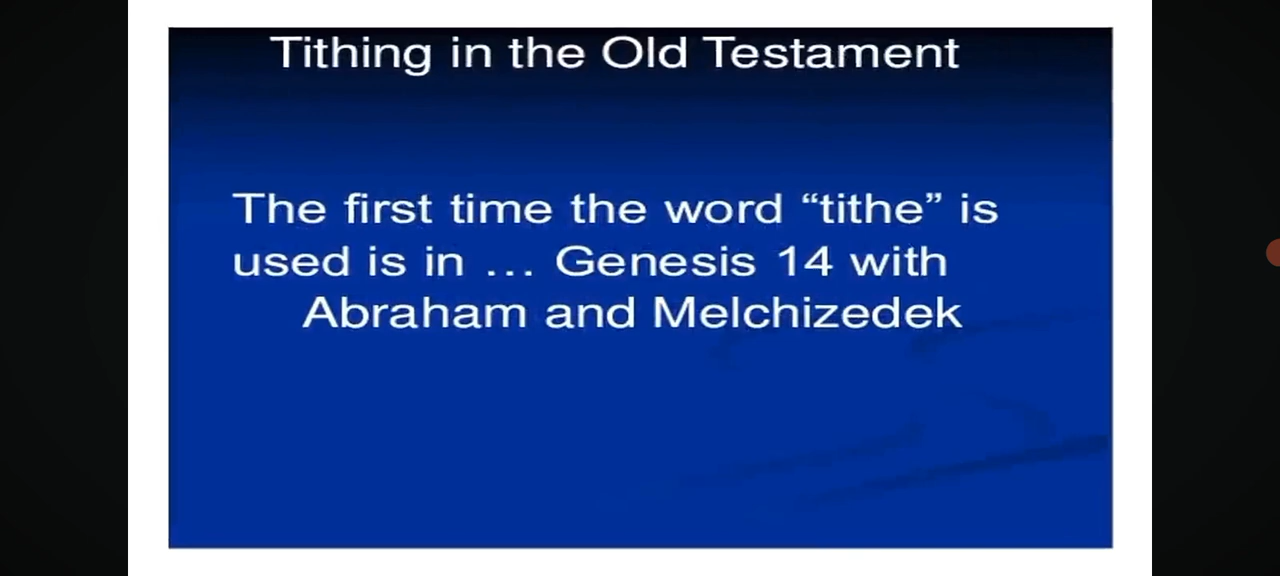 Tithing in the Old Testament
The first time the word “tithe” is
used is in ... Genesis 14 with
Abraham and Melchizedek